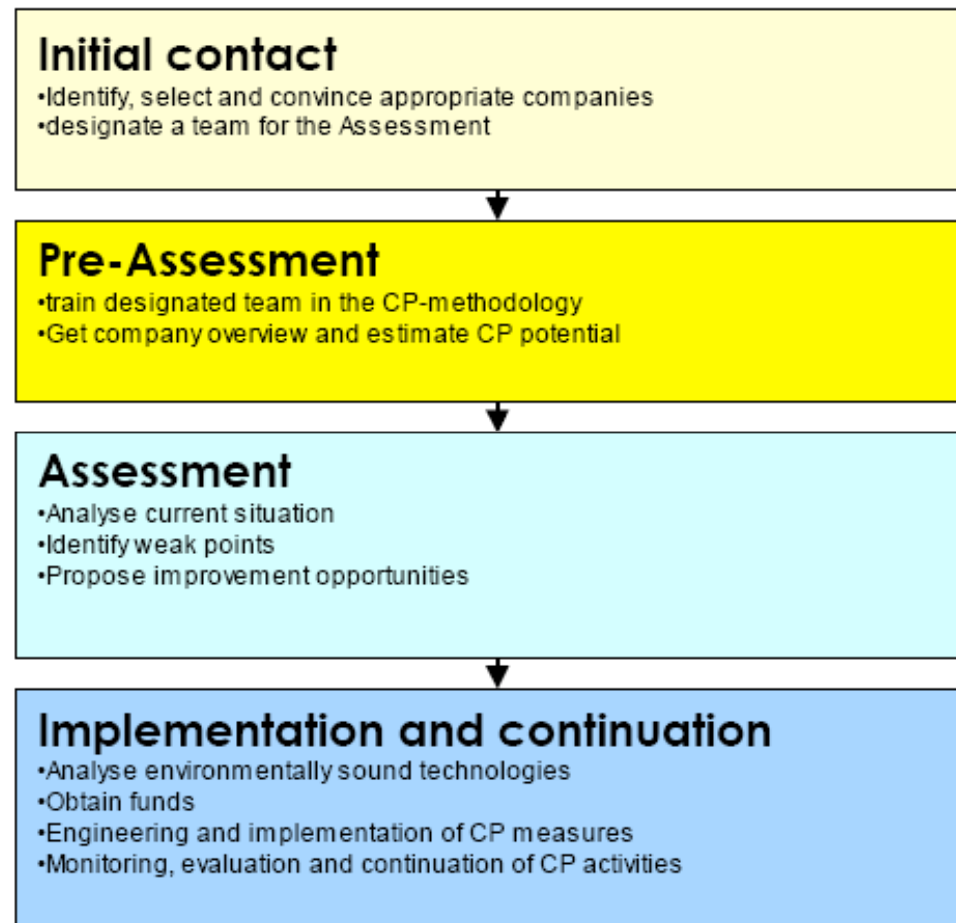 Initial contact
•Identify, select and convince appropriate companies
•designate a team for the Assessment
Pre-Assessment
•train designated team in the CP-methodology
•Get company overview and estimate CP potential
Assessment
•Analyse current situation
•Identify weak points
•Propose improvement opportunities
Implementation and continuation
•Analyse environmentally sound technologies
•Obtain funds
•Engineering and implementation of CP measures
•Monitoring, evaluation and continuation of CP activities